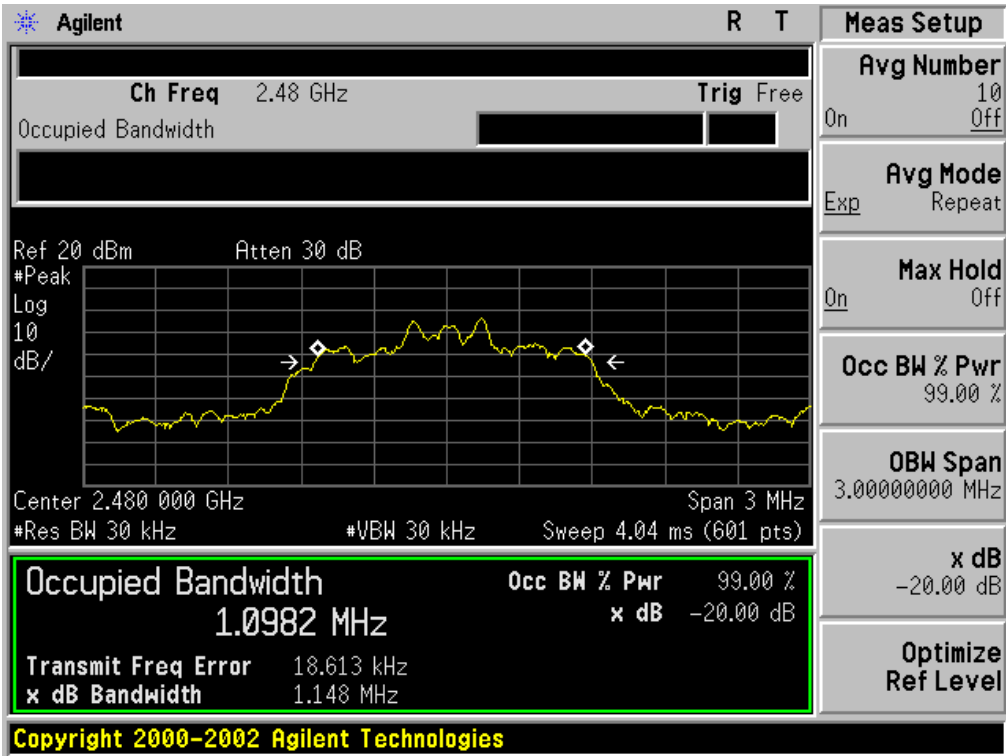 Agilent R T
Ch Freq 2.48 GHz Trig Free
Occupied Bandwidth
Ref 20 dBm Atten 30 dB
#Peak
Log
10
dB/
Center 2.480 000 GHz Span 3 MHz
#Res BW 30 kHz #VBW 30 kHz Sweep 4.04 ms (601 pts)
Occupied Bandwidth Occ BW % Pwr 99.00 %
1.0982 MHz x dB -20.00 dB
Transmit Freq Error 18.613 kHz
x dB Bandwidth 1.148 MHz
Copyright 2000-2002 Agilent Technologies
Meas Setup
Avg Number
10
On Off
Avg Mode
Exp Repeat
Max Hold
On Off
Occ BW % Pwr
99.00 %
OBW Span
3.00000000 MHz
x dB
-20.00 dB
Optimize
Ref Level